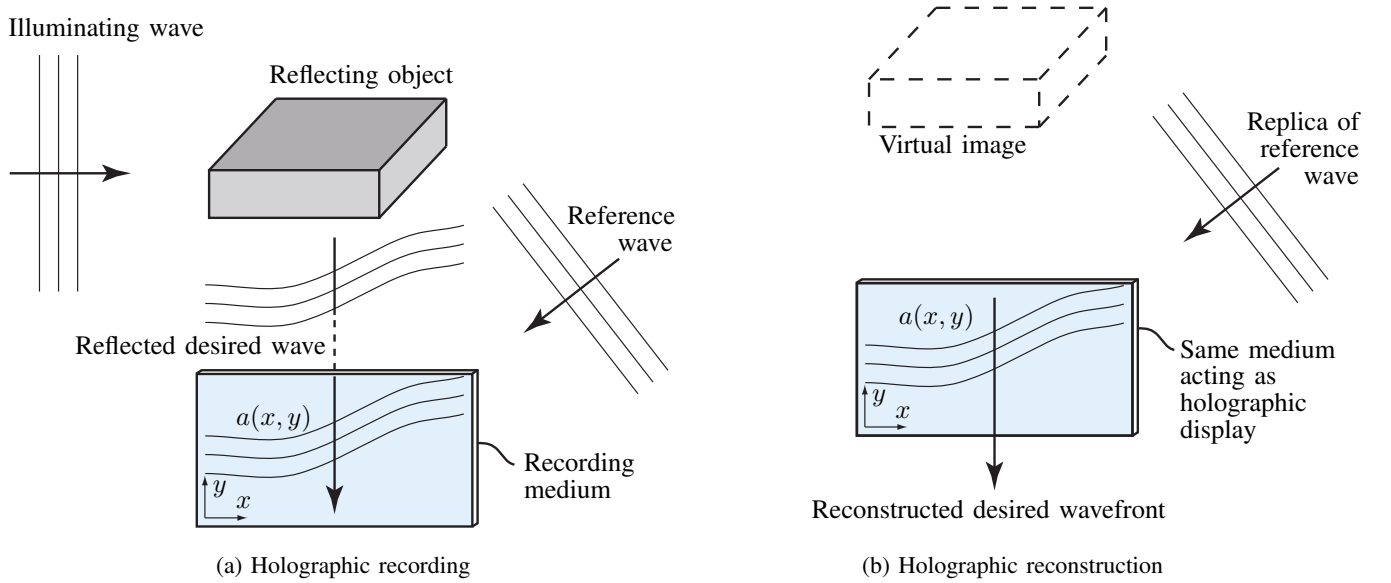 Illuminating wave
Reflecting object
Reference
wave
Reflected desired wave
a(x, y)
y
x
Recording
medium
(a) Holographic recording
Virtual image
Replica of
reference
wave
a(x, y)
y
x
Same medium
acting as
holographic
display
Reconstructed desired wavefront
(b) Holographic reconstruction